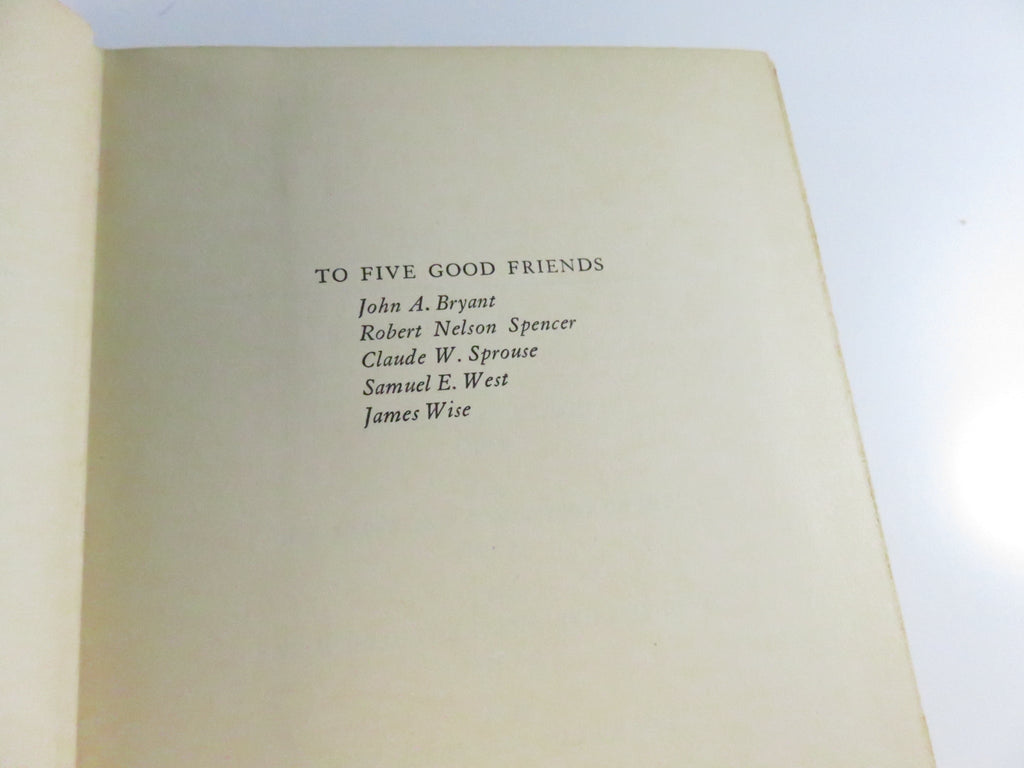 TO FIVE GOOD FRIENDS
John A. Bryant
Robert Nelson Spencer
Claude W. Sprouse
Samuel E. West
James Wise